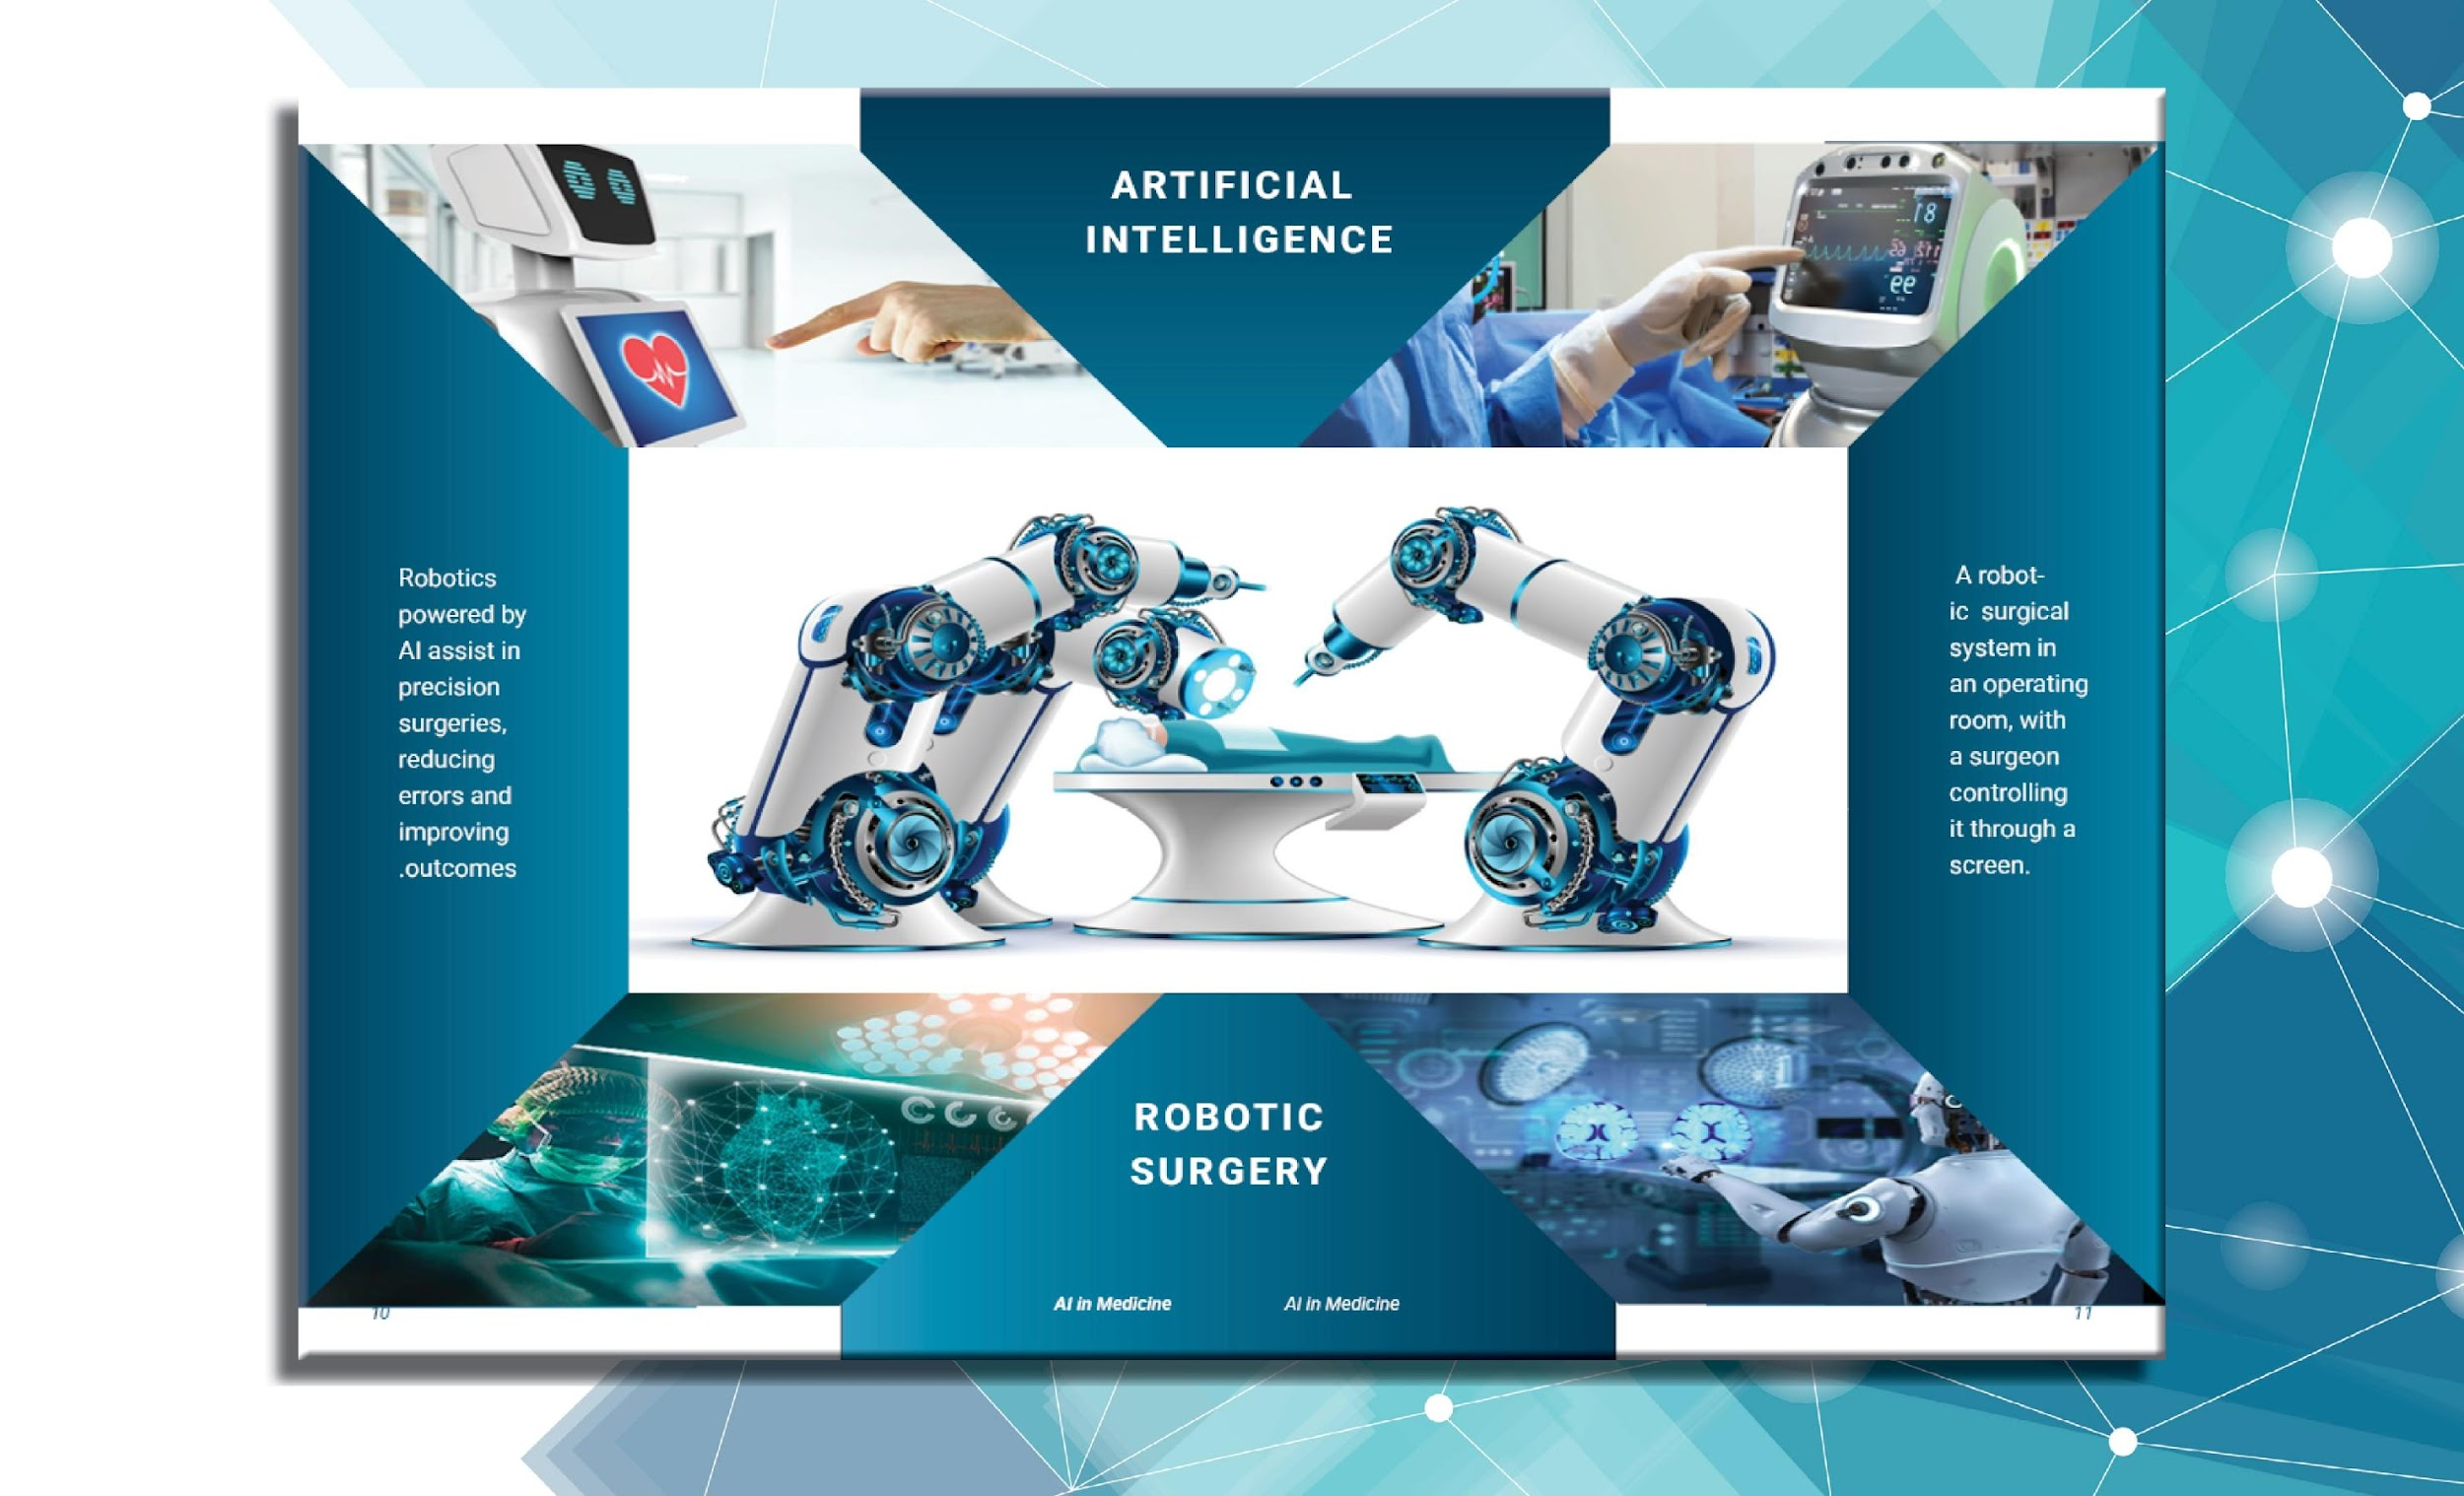 ARTIFICIAL
INTELLIGENCE
Robotics
powered by
AI assist in
precision
surgeries,
reducing
errors and
improving
.outcomes
A robot-
ic  surgical
system in
an operating
room, with
a surgeon
controlling
it through a
screen.
ROBOTIC
SURGERY
AI in Medicine
AI in Medicine
10
11